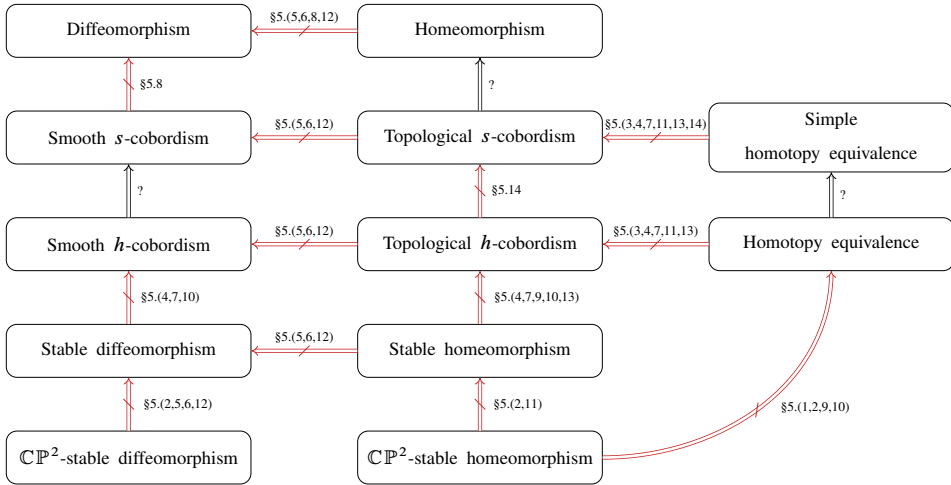 Diffeomorphism
§5.(5,6,8,12)
Homeomorphism
§5.8
?
Smooth s-cobordism
§5.(5,6,12)
Topological s-cobordism
§5.(3,4,7,11,13,14)
Simple
homotopy equivalence
?
§5.14
?
Smooth h-cobordism
§5.(5,6,12)
Topological h-cobordism
§5.(3,4,7,11,13)
Homotopy equivalence
§5.(4,7,10)
§5.(4,7,9,10,13)
Stable diffeomorphism
§5.(5,6,12)
Stable homeomorphism
§5.(2,5,6,12)
§5.(2,11)
§5.(1,2,9,10)
ℂℙ²-stable diffeomorphism
ℂℙ²-stable homeomorphism